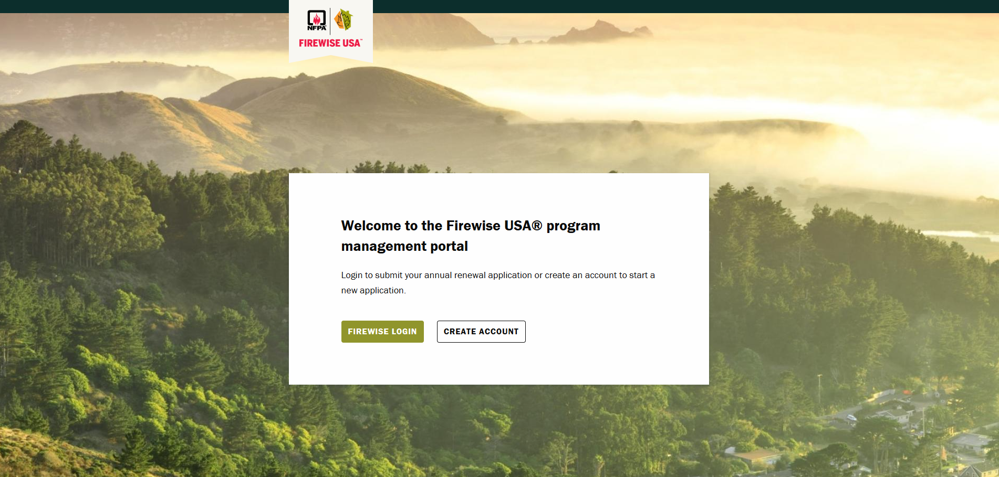 NFPA
FIREWISE USA™
Welcome to the Firewise USA® program
management portal
Login to submit your annual renewal application or create an account to start a
new application.
FIREWISE LOGIN
CREATE ACCOUNT